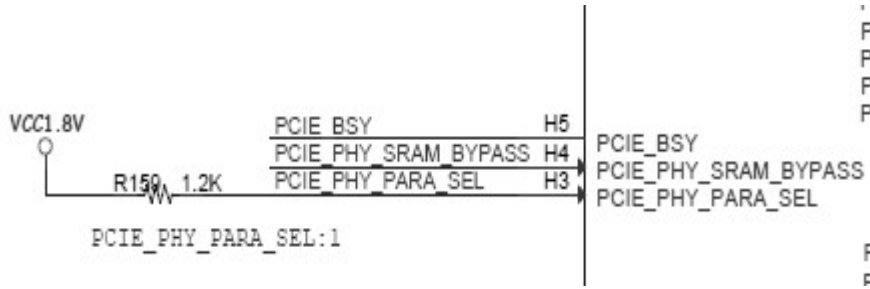 VCC1.8V
PCIE_BSY H5
PCIE_BSY
PCIE_PHY_SRAM_BYPASS H4
PCIE_PHY_SRAM_BYPASS
R159 1.2K
PCIE_PHY_PARA_SEL H3
PCIE_PHY_PARA_SEL
PCIE_PHY_PARA_SEL:1